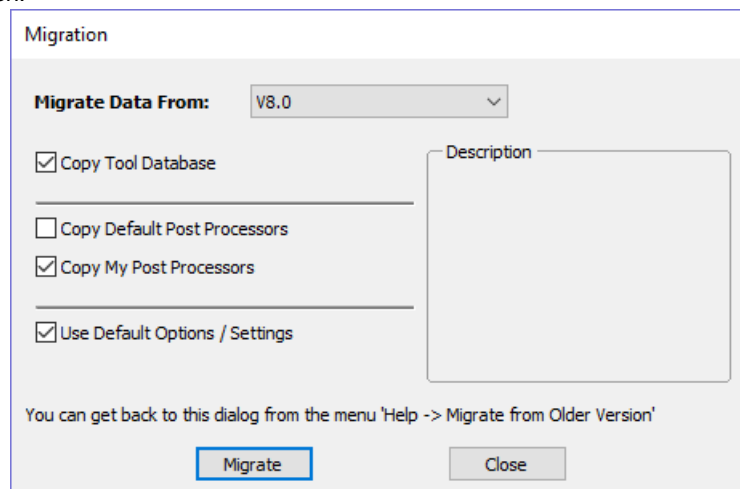 Migration
Migrate Data From:
V8.0
Copy Tool Database
Description
Copy Default Post Processors
Copy My Post Processors
Use Default Options / Settings
You can get back to this dialog from the menu 'Help -> Migrate from Older Version'
Migrate
Close